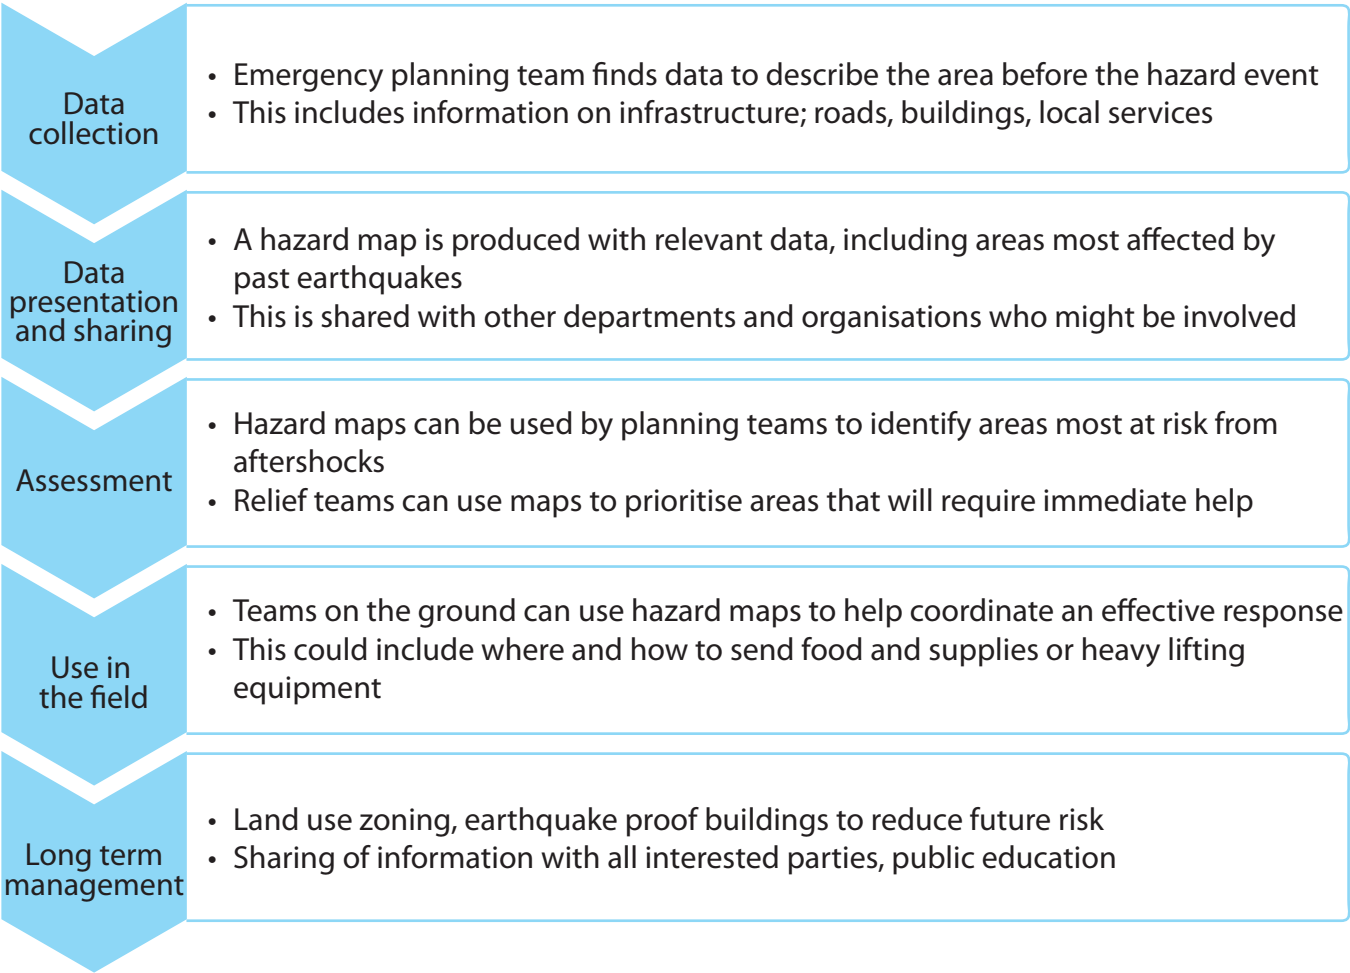 Data
collection
• Emergency planning team finds data to describe the area before the hazard event
• This includes information on infrastructure; roads, buildings, local services
Data
presentation
and sharing
• A hazard map is produced with relevant data, including areas most affected by
past earthquakes
• This is shared with other departments and organisations who might be involved
Assessment
• Hazard maps can be used by planning teams to identify areas most at risk from
aftershocks
• Relief teams can use maps to prioritise areas that will require immediate help
Use in
the field
• Teams on the ground can use hazard maps to help coordinate an effective response
• This could include where and how to send food and supplies or heavy lifting
equipment
Long term
management
• Land use zoning, earthquake proof buildings to reduce future risk
• Sharing of information with all interested parties, public education